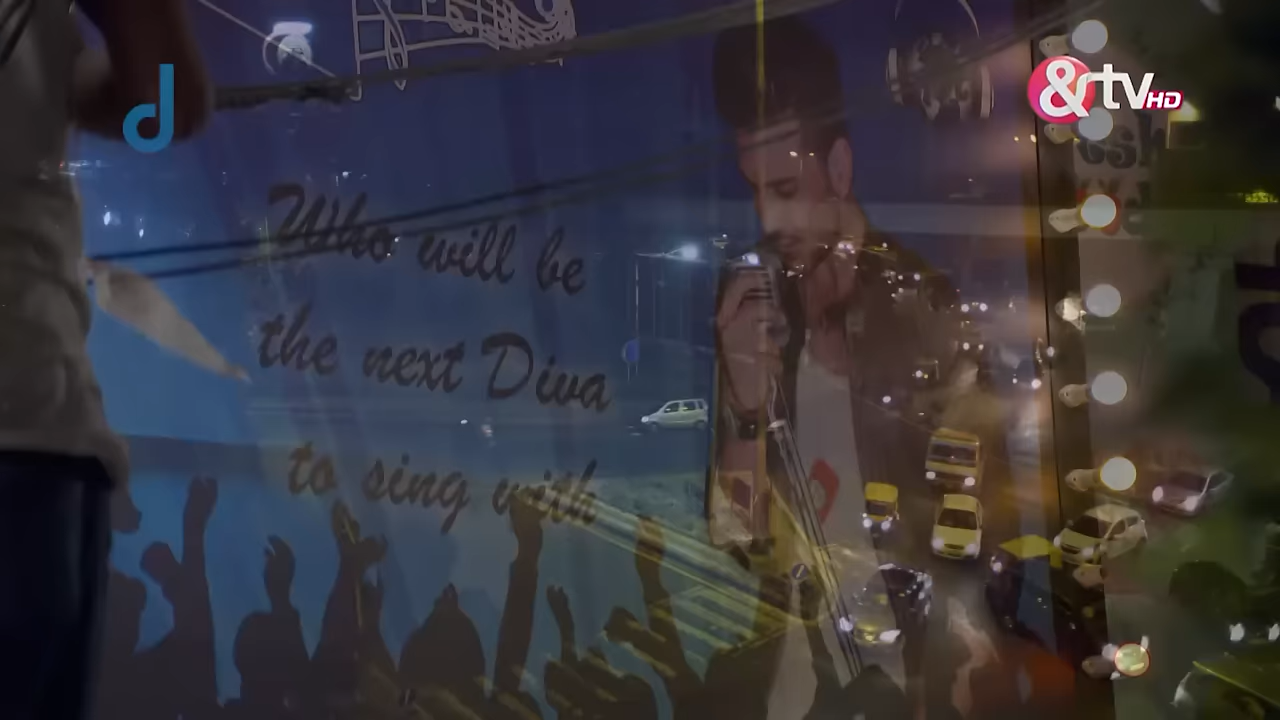 d
&tv HD
Who will be
the next Diva
to sing with